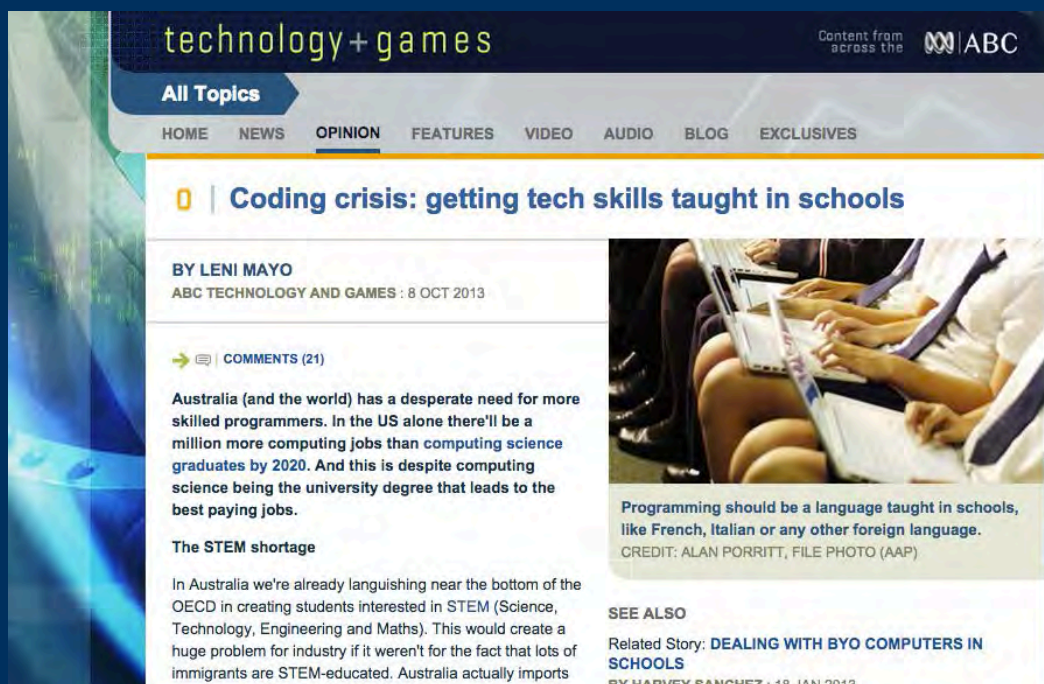 technology+games
Content from
across the
ABC
All Topics
HOME NEWS OPINION FEATURES VIDEO AUDIO BLOG EXCLUSIVES
0 | Coding crisis: getting tech skills taught in schools
BY LENI MAYO
ABC TECHNOLOGY AND GAMES : 8 OCT 2013
COMMENTS (21)
Australia (and the world) has a desperate need for more
skilled programmers. In the US alone there'll be a
million more computing jobs than computing science
graduates by 2020. And this is despite computing
science being the university degree that leads to the
best paying jobs.
The STEM shortage
In Australia we're already languishing near the bottom of the
OECD in creating students interested in STEM (Science,
Technology, Engineering and Maths). This would create a
huge problem for industry if it weren't for the fact that lots of
immigrants are STEM-educated. Australia actually imports
Programming should be a language taught in schools,
like French, Italian or any other foreign language.
CREDIT: ALAN PORRITT, FILE PHOTO (AAP)
SEE ALSO
Related Story: DEALING WITH BYO COMPUTERS IN
SCHOOLS
BY HARVEY SANCHEZ : 18 JAN 2013